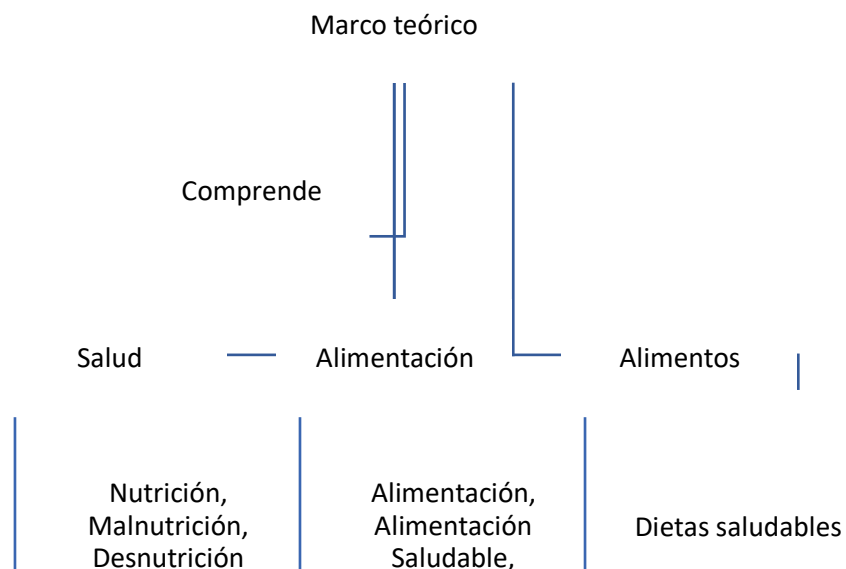 Marco teórico
Comprende
Salud
Alimentación
Alimentos
Nutrición,
Malnutrición,
Desnutrición
Alimentación,
Alimentación
Saludable,
Dietas saludables